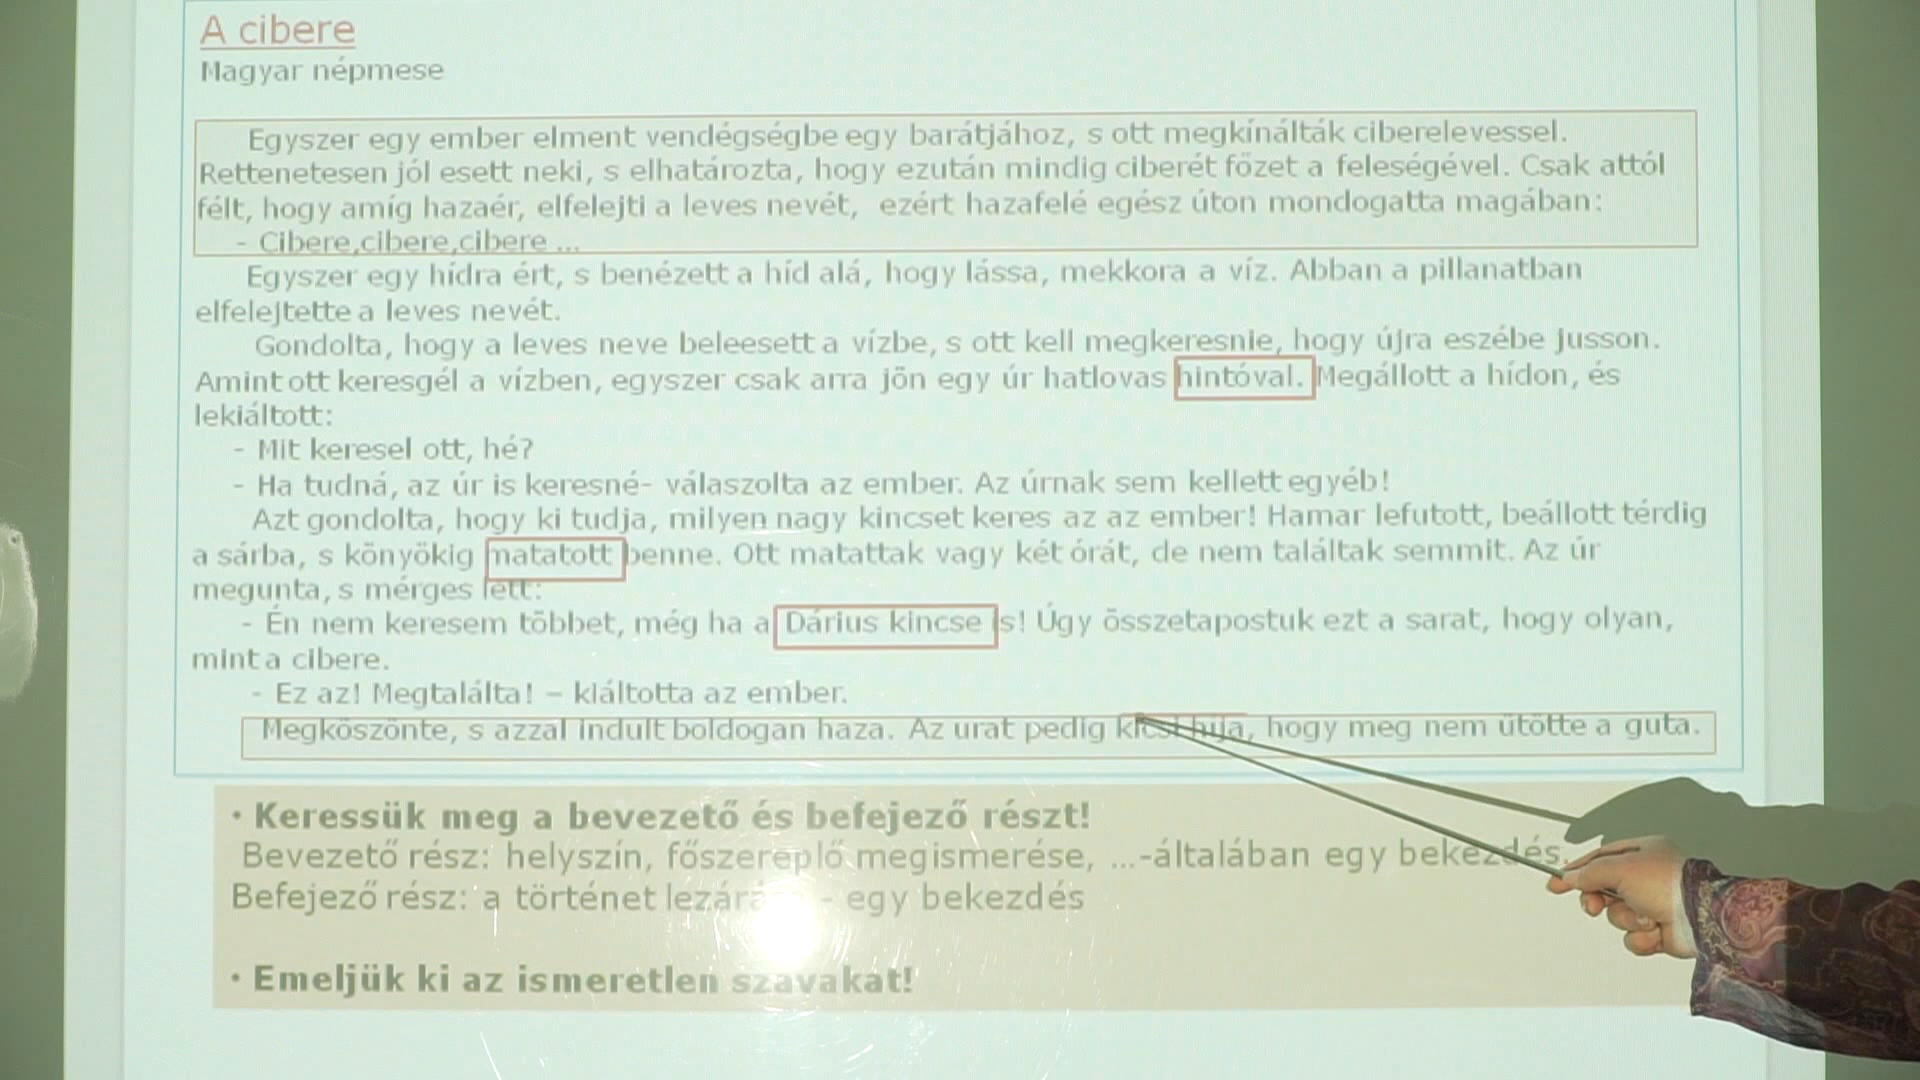 A cibere
Magyar népmese
Egyszer egy ember elment vendégségbe egy barátjához, s ott megkínálták ciberelevessel.
Rettenetesen jól esett neki, s elhatározta, hogy ezután mindig ciberét főzet a feleségével. Csak attól
félt, hogy amíg hazaér, elfelejti a leves nevét, ezért hazafelé egész úton mondogatta magában:
- Cibere,cibere,cibere ...
Egyszer egy hídra ért, s benézett a híd alá, hogy lássa, mekkora a víz. Abban a pillanatban
elfelejtette a leves nevét.
Gondolta, hogy a leves neve beleesett a vízbe, s ott kell megkeresnie, hogy újra eszébe jusson.
Amint ott keresgél a vízben, egyszer csak arra jön egy úr hatlovas hintóval. Megállott a hídon, és
lekiáltott:
- Mit keresel ott, hé?
- Ha tudná, az úr is keresné- válaszolta az ember. Az úrnak sem kellett egyéb!
Azt gondolta, hogy ki tudja, milyen nagy kincset keres az az ember! Hamar lefutott, beállott térdig
a sárba, s könyökig matatott benne. Ott matattak vagy két órát, de nem találtak semmit. Az úr
megunta, s mérges lett:
- Én nem keresem többet, még ha a Dárius kincse is! Úgy összetapostuk ezt a sarat, hogy olyan,
mint a cibere.
- Ez az! Megtalálta! – kiáltotta az ember.
Megköszönte, s azzal indult boldogan haza. Az urat pedig kicsi híja, hogy meg nem ütötte a guta.
• Keressük meg a bevezető és befejező részt!
Bevezető rész: helyszín, főszereplő megismerése, ...-általában egy bekezdés.
Befejező rész: a történet - egy bekezdés
• Emeljük ki az ismeretlen szavakat!